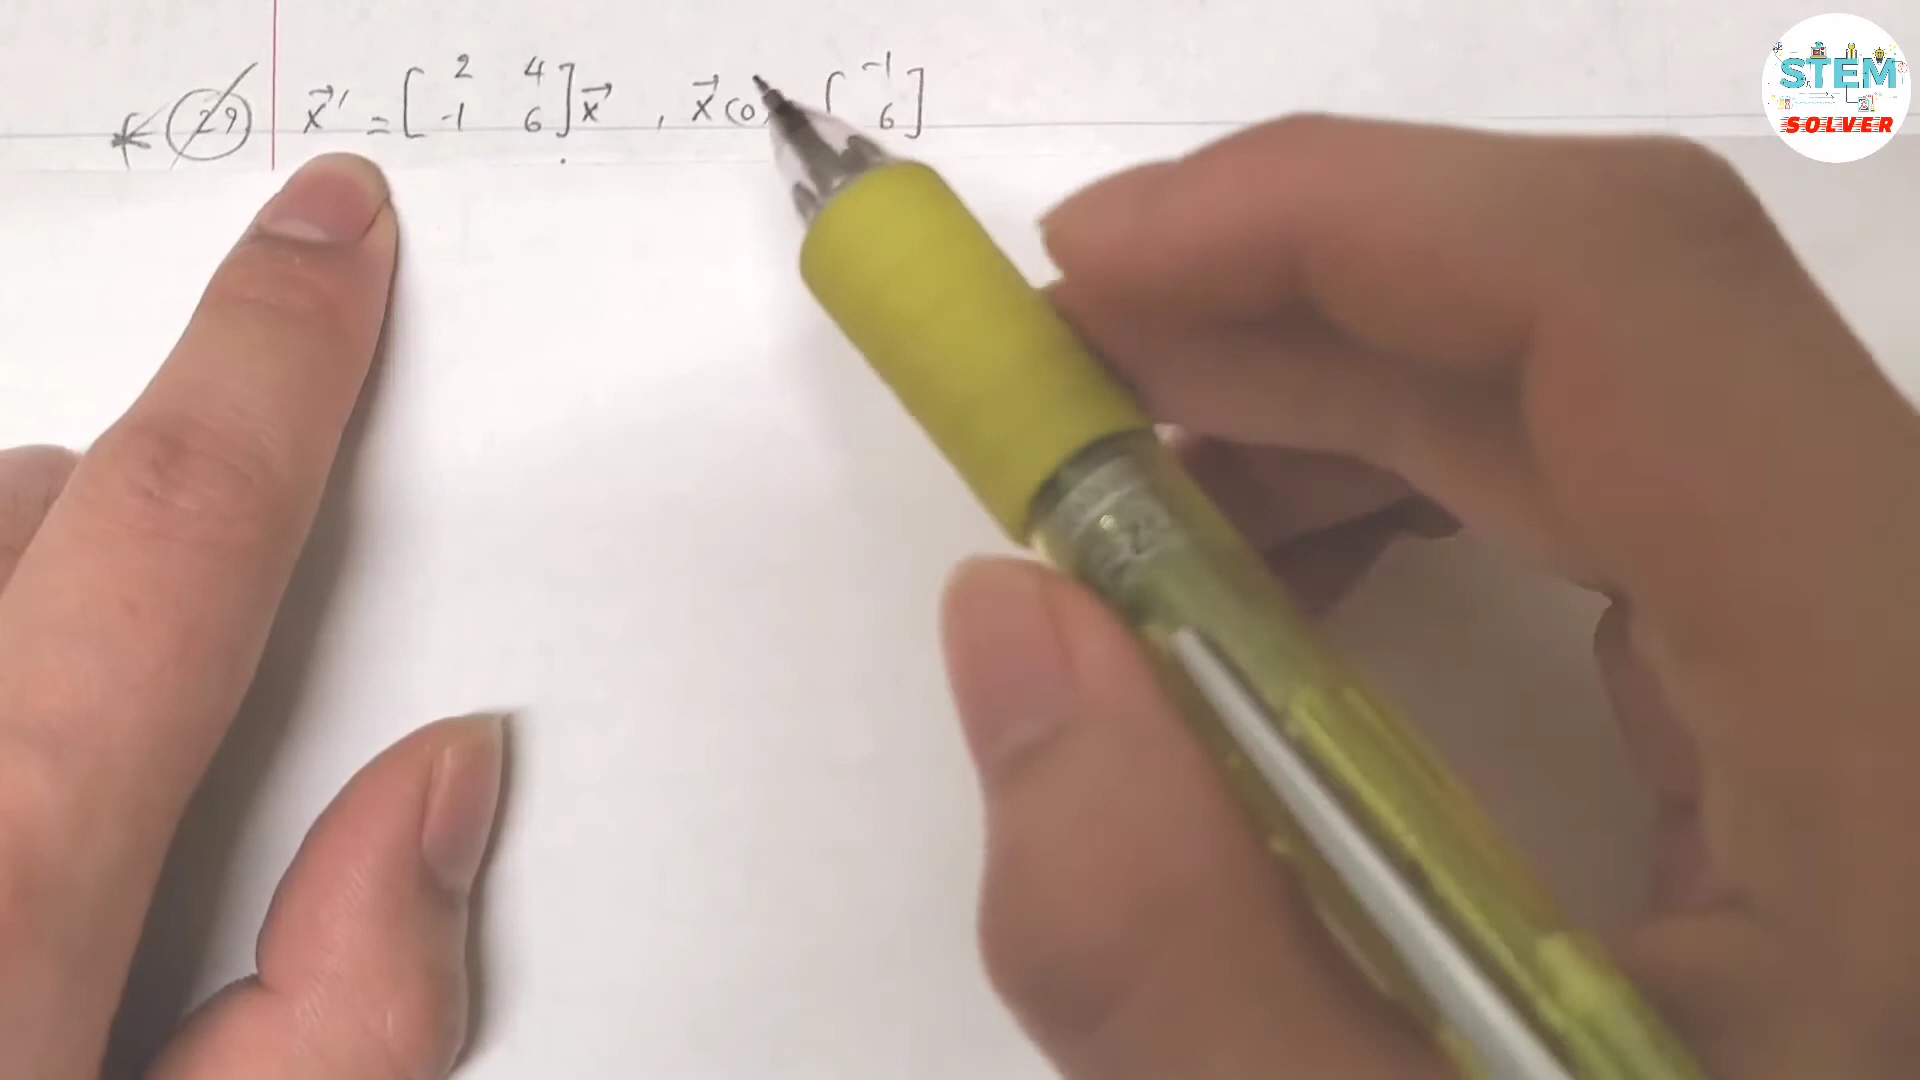 * 29 x⃗' = [2 4
-1 6] x⃗ , x⃗(0) [-1
6]
STEM
SOLVER